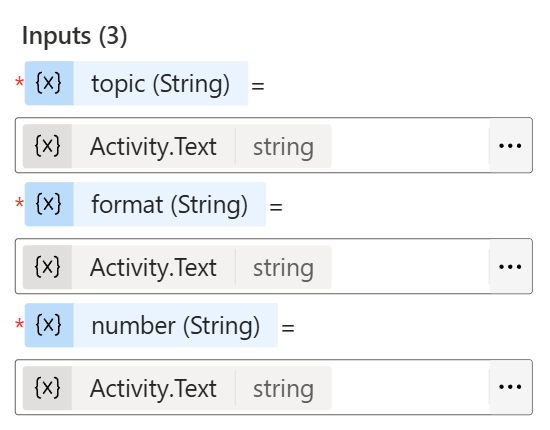 Inputs (3)
* {x} topic (String) =
{x} Activity.Text string ...
* {x} format (String) =
{x} Activity.Text string ...
* {x} number (String) =
{x} Activity.Text string ...